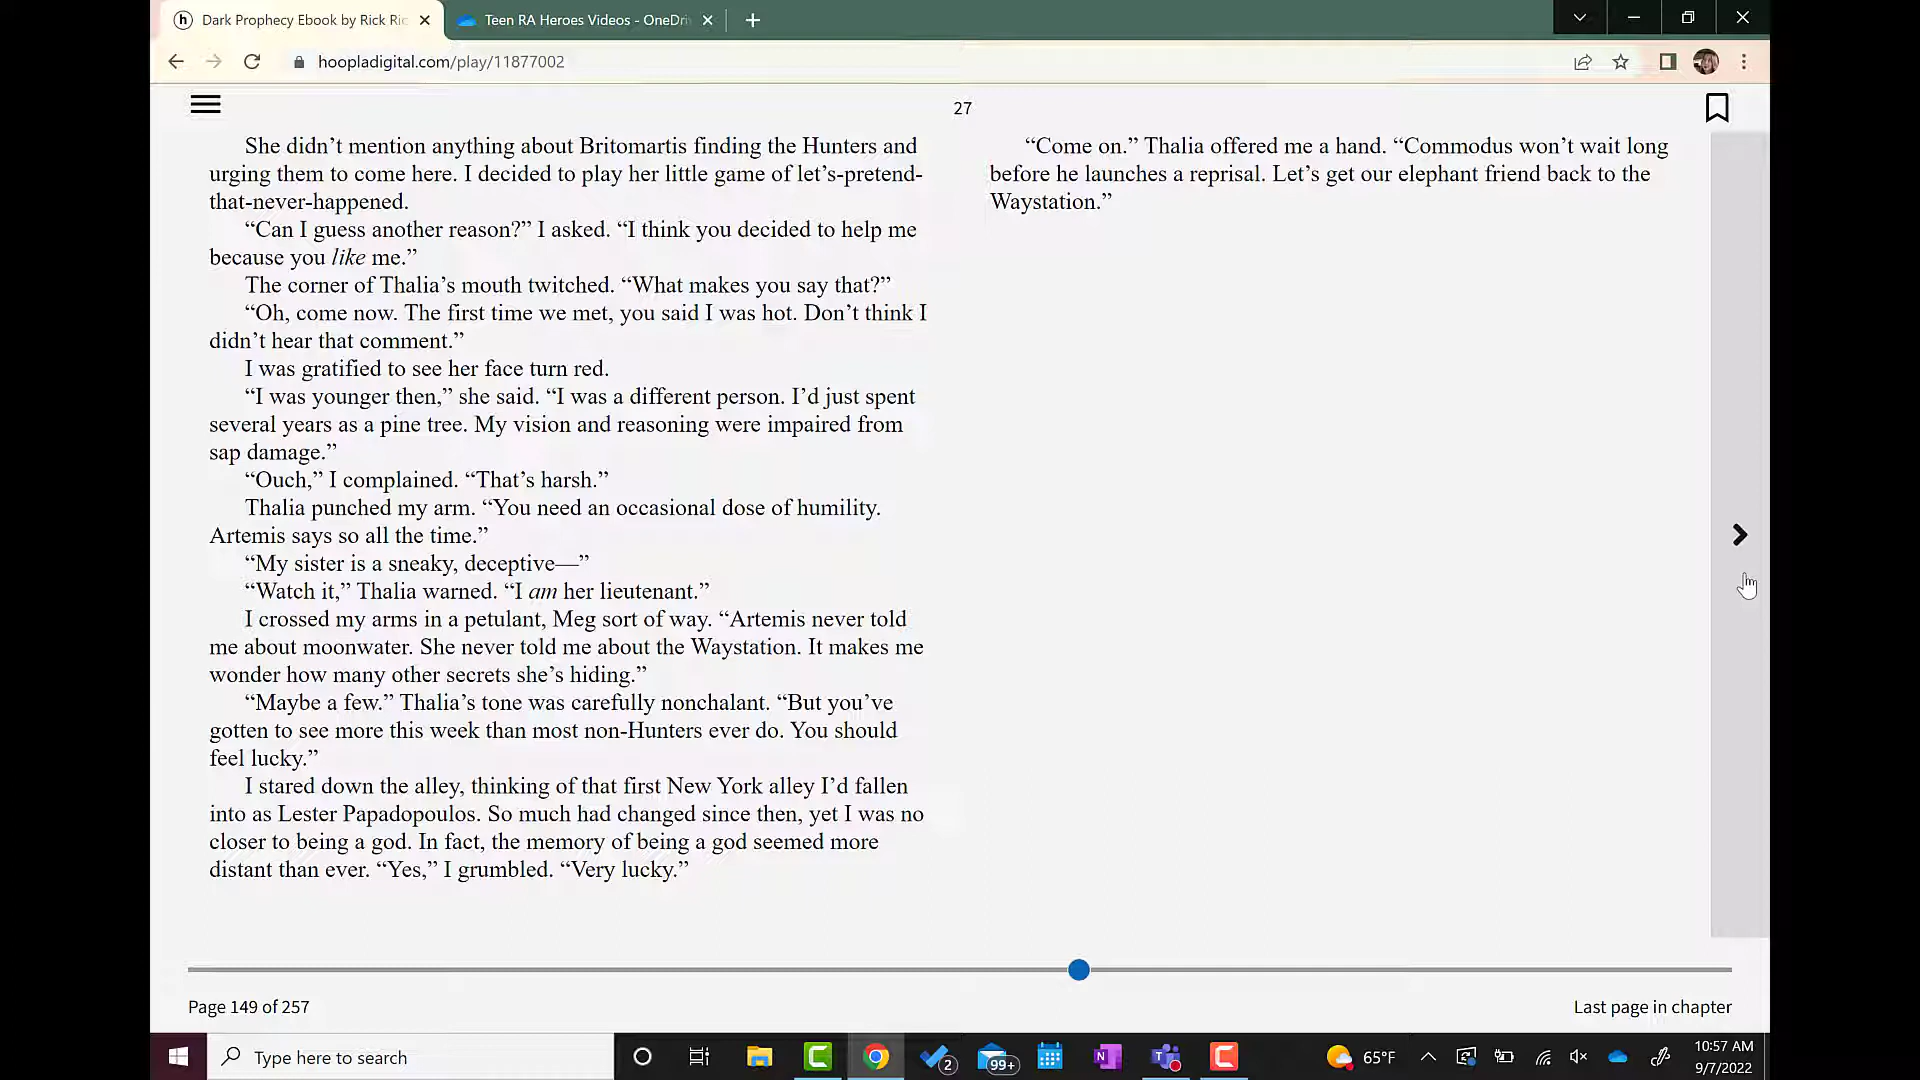 Dark Prophecy Ebook by Rick Ric
Teen RA Heroes Videos - OneDri
hoopladigital.com/play/11877002
27
She didn’t mention anything about Britomartis finding the Hunters and
urging them to come here. I decided to play her little game of let’s-pretend-
that-never-happened.
“Can I guess another reason?” I asked. “I think you decided to help me
because you like me.”
The corner of Thalia’s mouth twitched. “What makes you say that?”
“Oh, come now. The first time we met, you said I was hot. Don’t think I
didn’t hear that comment.”
I was gratified to see her face turn red.
“I was younger then,” she said. “I was a different person. I’d just spent
several years as a pine tree. My vision and reasoning were impaired from
sap damage.”
“Ouch,” I complained. “That’s harsh.”
Thalia punched my arm. “You need an occasional dose of humility.
Artemis says so all the time.”
“My sister is a sneaky, deceptive—”
“Watch it,” Thalia warned. “I am her lieutenant.”
I crossed my arms in a petulant, Meg sort of way. “Artemis never told
me about moonwater. She never told me about the Waystation. It makes me
wonder how many other secrets she’s hiding.”
“Maybe a few.” Thalia’s tone was carefully nonchalant. “But you’ve
gotten to see more this week than most non-Hunters ever do. You should
feel lucky.”
I stared down the alley, thinking of that first New York alley I’d fallen
into as Lester Papadopoulos. So much had changed since then, yet I was no
closer to being a god. In fact, the memory of being a god seemed more
distant than ever. “Yes,” I grumbled. “Very lucky.”
“Come on.” Thalia offered me a hand. “Commodus won’t wait long
before he launches a reprisal. Let’s get our elephant friend back to the
Waystation.”
Page 149 of 257
Last page in chapter
Type here to search
2
99+
65°F
10:57 AM
9/7/2022